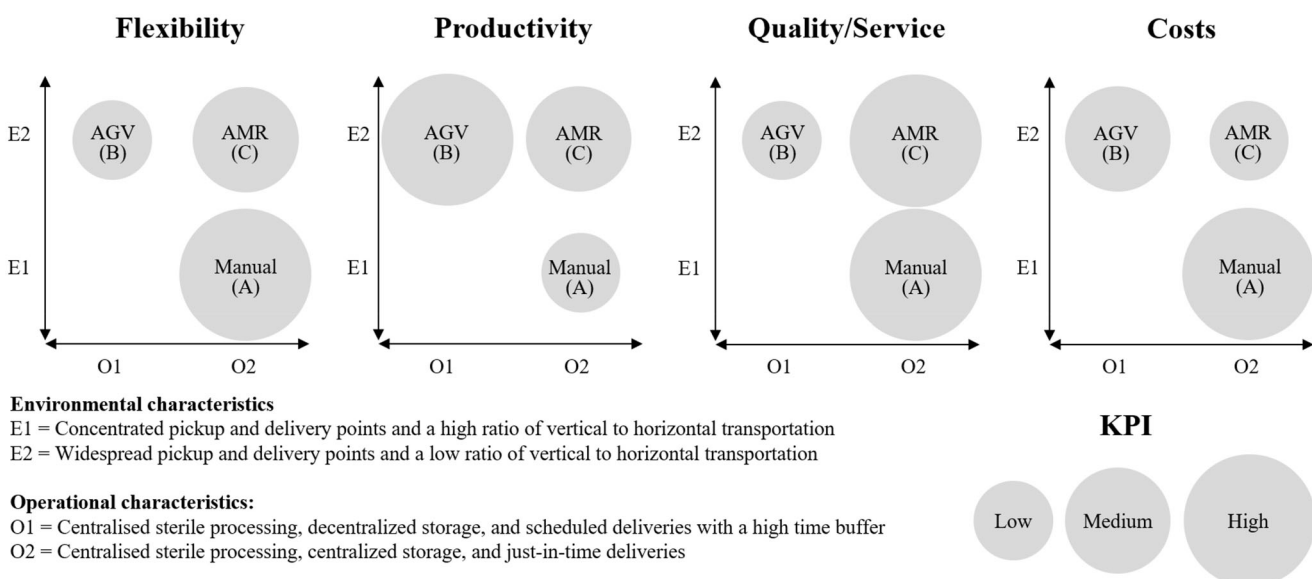 Flexibility
Productivity
Quality/Service
Costs
E2
AGV
(B)
AMR
(C)
E1
Manual
(A)
O1
O2
E2
AGV
(B)
AMR
(C)
E1
Manual
(A)
O1
O2
E2
AGV
(B)
AMR
(C)
E1
Manual
(A)
O1
O2
E2
AGV
(B)
AMR
(C)
E1
Manual
(A)
O1
O2
Environmental characteristics
E1 = Concentrated pickup and delivery points and a high ratio of vertical to horizontal transportation
E2 = Widespread pickup and delivery points and a low ratio of vertical to horizontal transportation
Operational characteristics:
O1 = Centralised sterile processing, decentralized storage, and scheduled deliveries with a high time buffer
O2 = Centralised sterile processing, centralized storage, and just-in-time deliveries
KPI
Low
Medium
High